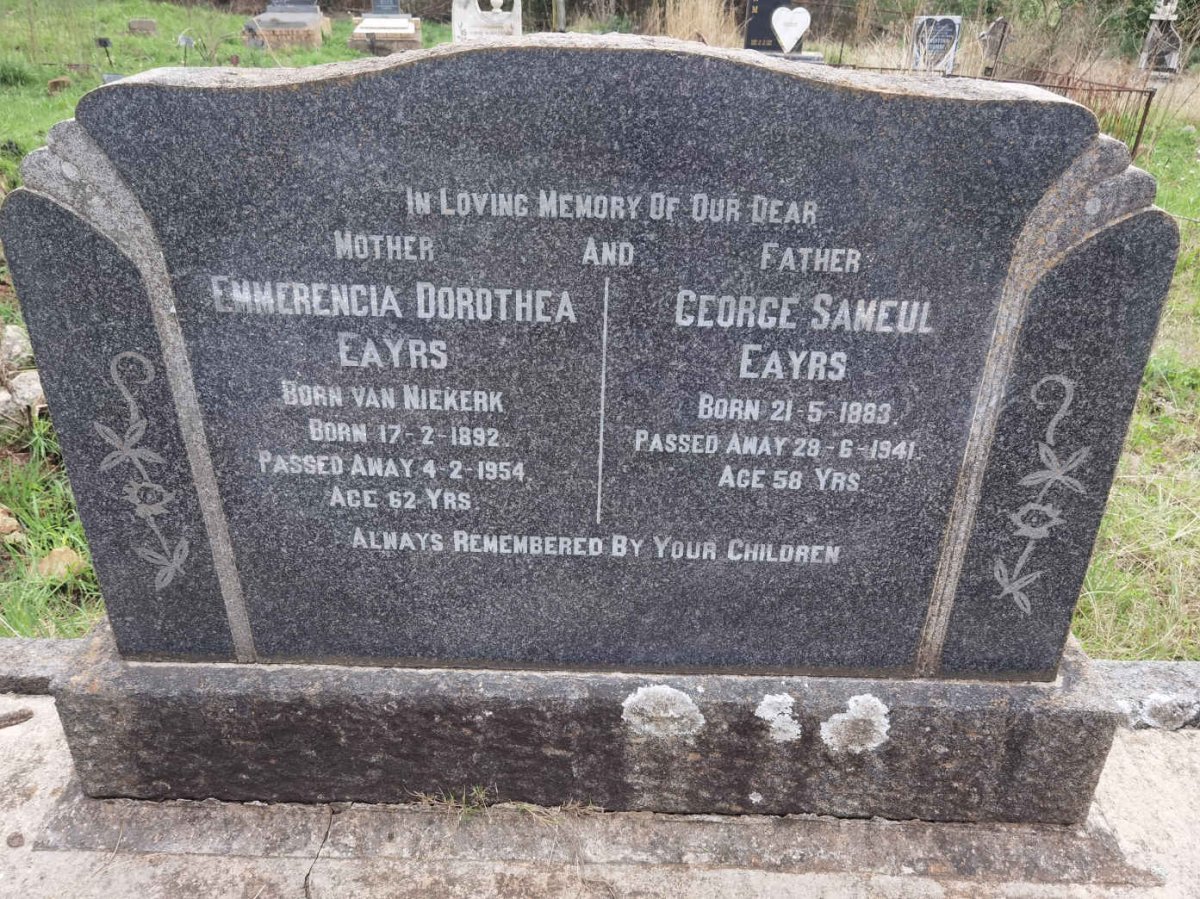 IN LOVING MEMORY OF OUR DEAR
MOTHER AND FATHER
EMMERENCIA DOROTHEA
EAYRS
BORN VAN NIEKERK
BORN 17-2-1892.
PASSED AWAY 4-2-1954,
AGE 62 YRS.
GEORGE SAMEUL
EAYRS
BORN 21-5-1883.
PASSED AWAY 28-6-1941.
AGE 58 YRS.
ALWAYS REMEMBERED BY YOUR CHILDREN